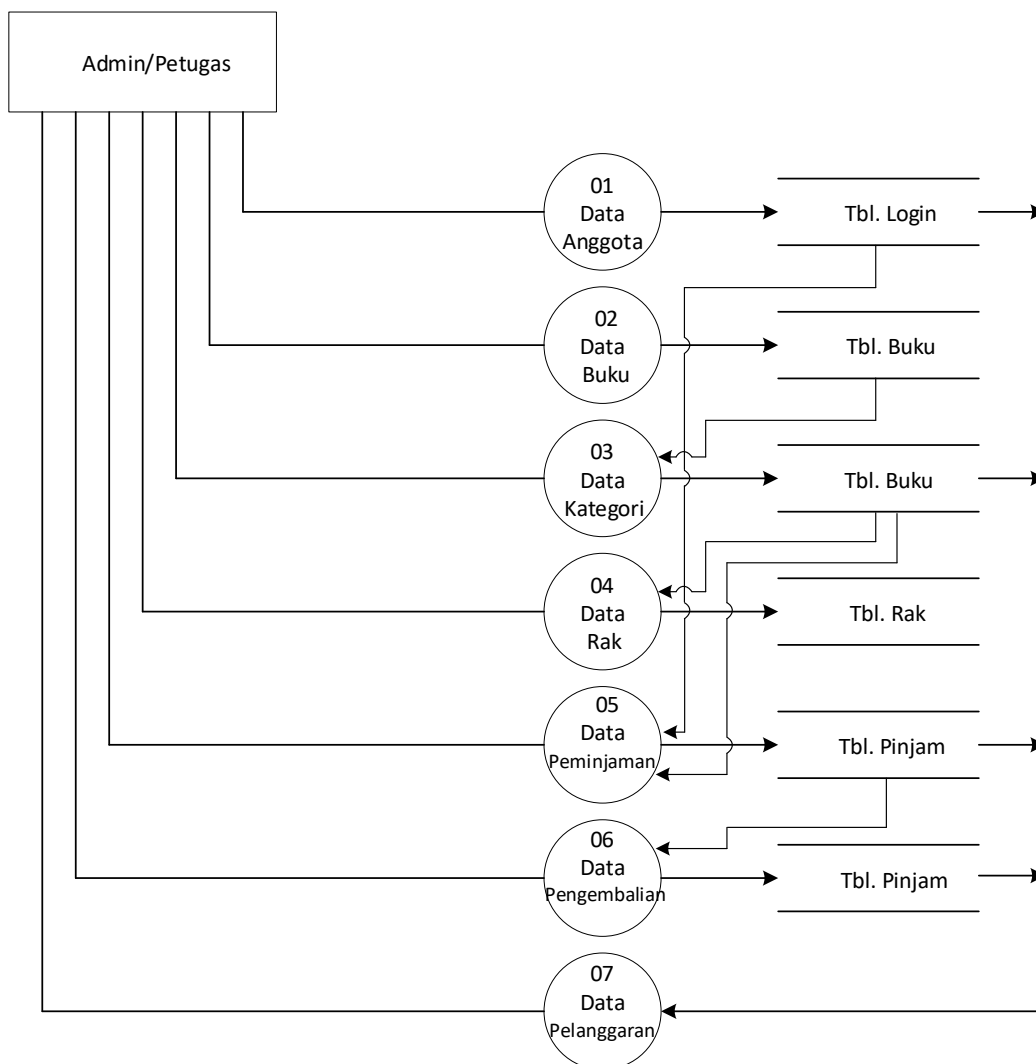 Admin/Petugas
01
Data
Anggota
Tbl. Login
02
Data
Buku
Tbl. Buku
03
Data
Kategori
Tbl. Buku
04
Data
Rak
Tbl. Rak
05
Data
Peminjaman
Tbl. Pinjam
06
Data
Pengembalian
Tbl. Pinjam
07
Data
Pelanggaran